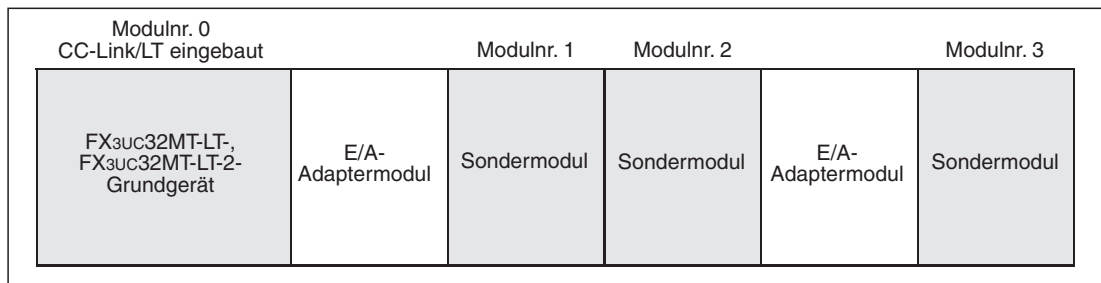 Modulnr. 0
CC-Link/LT eingebaut
Modulnr. 1
Modulnr. 2
Modulnr. 3
FX3UC32MT-LT-,
FX3UC32MT-LT-2-
Grundgerät
E/A-
Adaptermodul
Sondermodul
Sondermodul
E/A-
Adaptermodul
Sondermodul